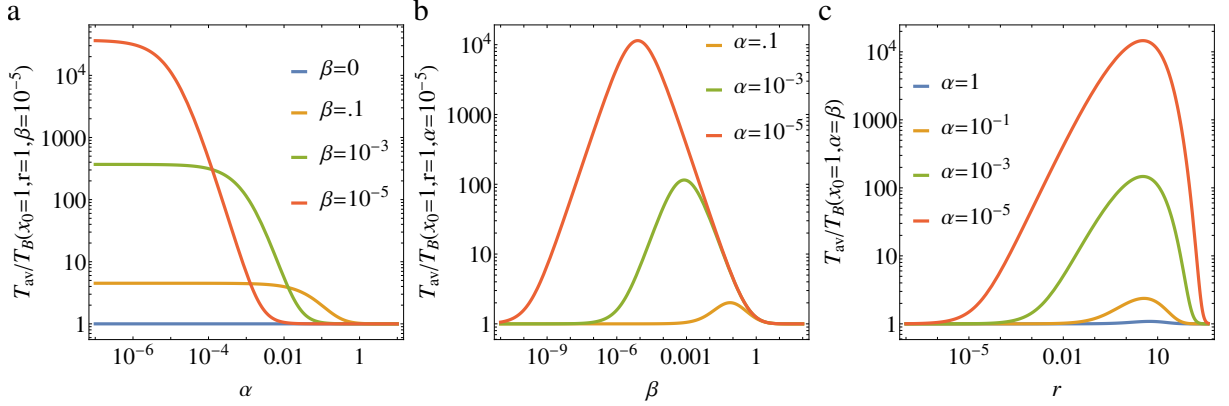 a
T_av/T_B(x_0=1,r=1,β=10^-5)
10^4
1000
100
10
1
10^-6
10^-4
0.01
1
α
β=0
β=.1
β=10^-3
β=10^-5
b
T_av/T_B(x_0=1,r=1,α=10^-5)
10^4
1000
100
10
1
10^-9
10^-6
0.001
1
β
α=.1
α=10^-3
α=10^-5
c
T_av/T_B(x_0=1,α=β)
10^4
1000
100
10
1
10^-5
0.01
10
r
α=1
α=10^-1
α=10^-3
α=10^-5